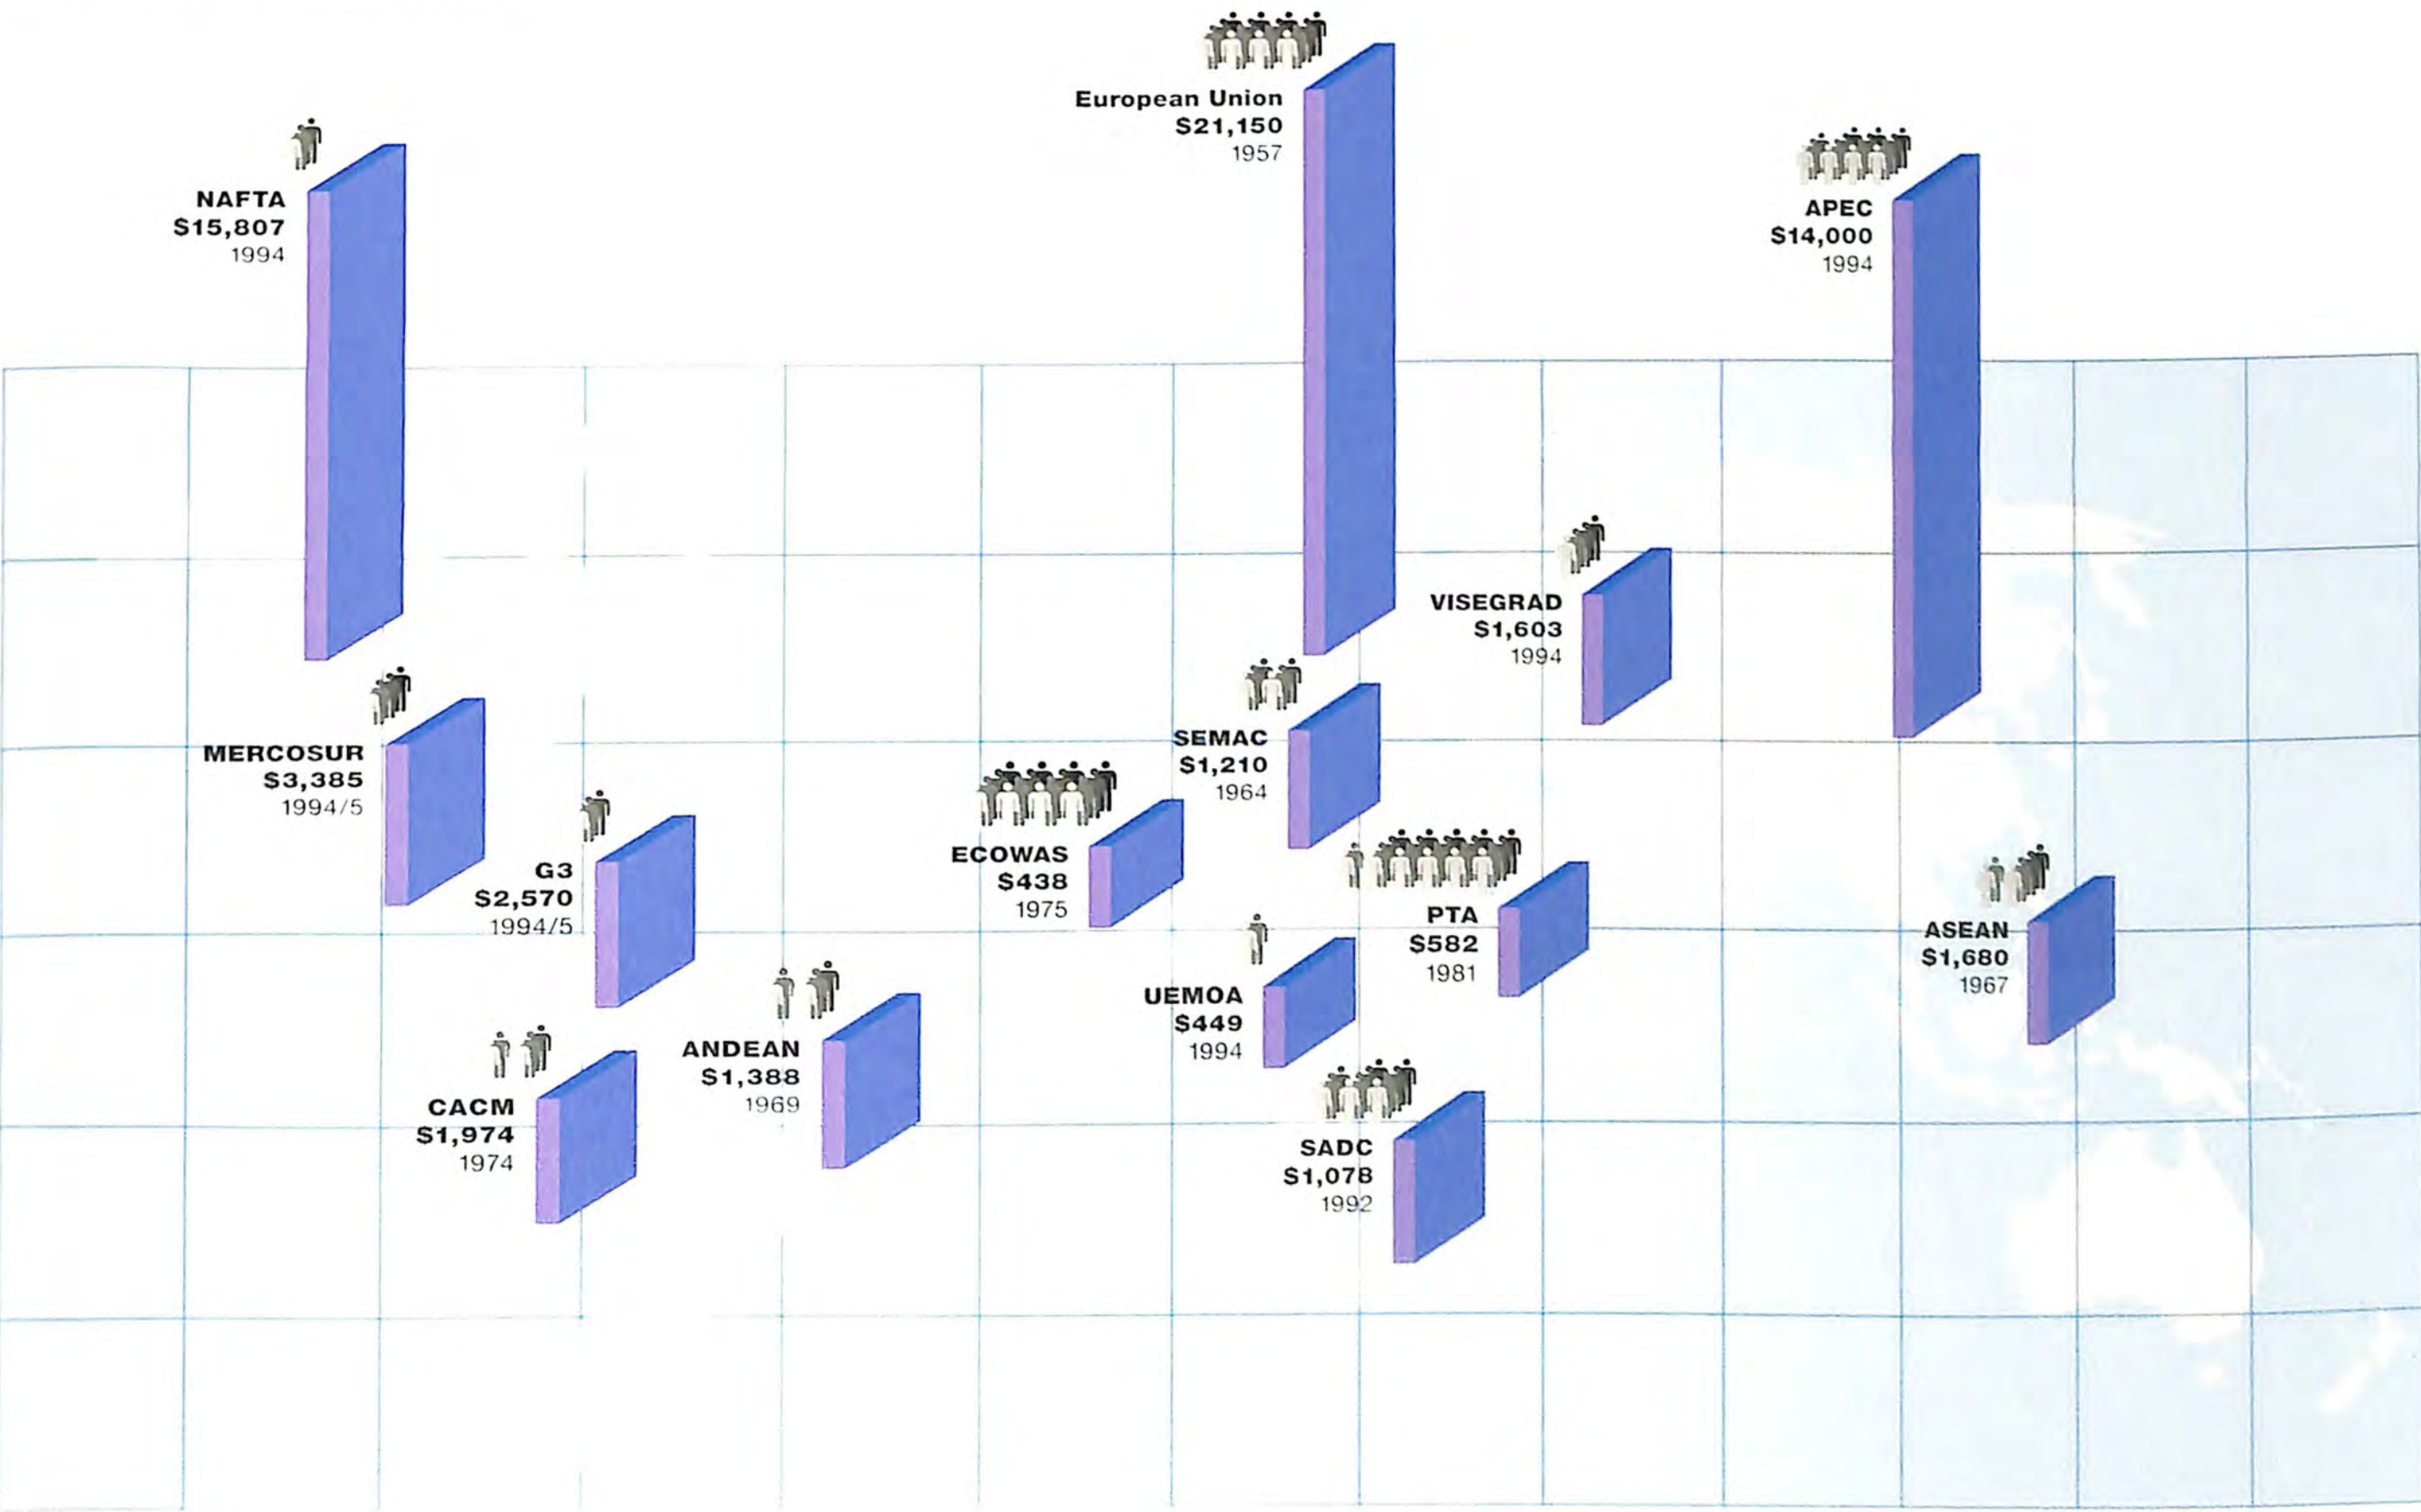 European Union
$21,150
1957
NAFTA
$15,807
1994
APEC
$14,000
1994
VISEGRAD
$1,603
1994
MERCOSUR
$3,385
1994/5
SEMAC
$1,210
1964
G3
$2,570
1994/5
ECOWAS
$438
1975
PTA
$582
1981
ASEAN
$1,680
1967
UEMOA
$449
1994
ANDEAN
$1,388
1969
CACM
$1,974
1974
SADC
$1,078
1992